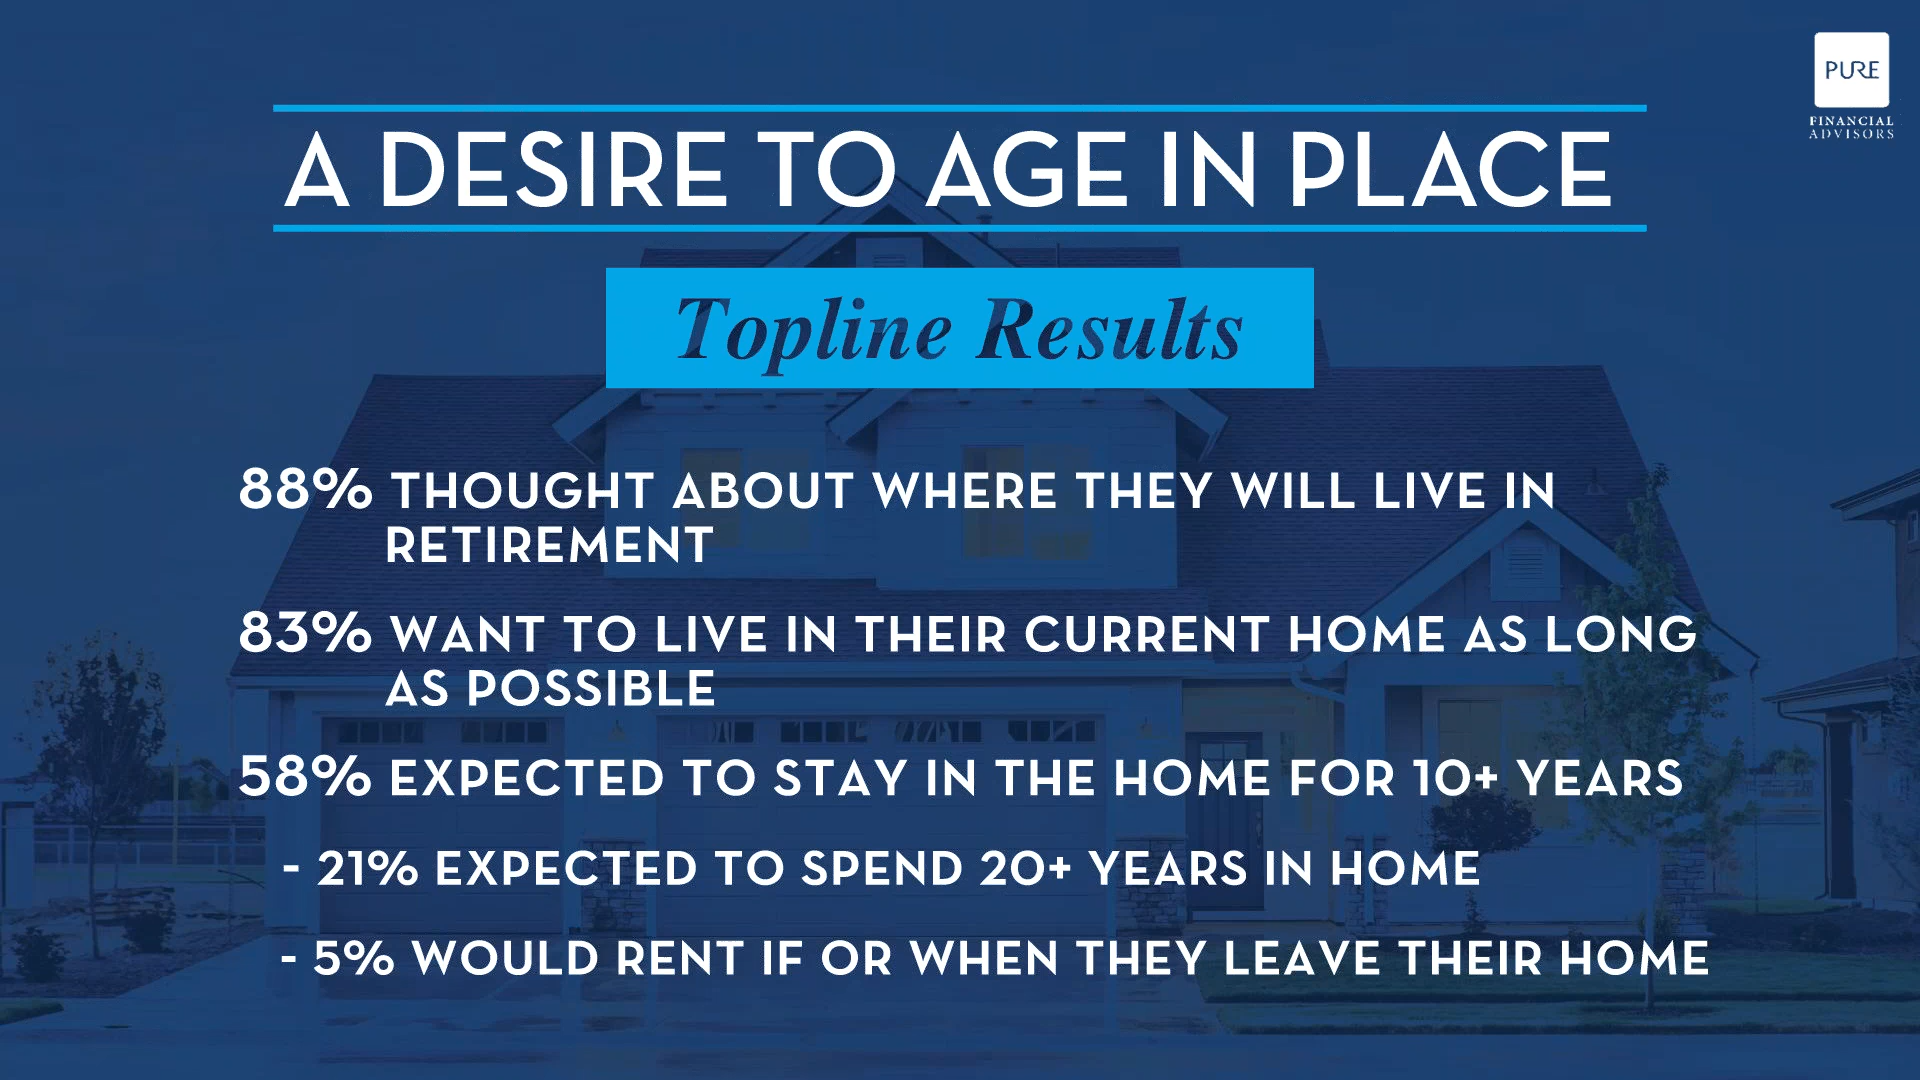 PURE
FINANCIAL
ADVISORS
A DESIRE TO AGE IN PLACE
Topline Results
88% THOUGHT ABOUT WHERE THEY WILL LIVE IN
RETIREMENT
83% WANT TO LIVE IN THEIR CURRENT HOME AS LONG
AS POSSIBLE
58% EXPECTED TO STAY IN THE HOME FOR 10+ YEARS
- 21% EXPECTED TO SPEND 20+ YEARS IN HOME
- 5% WOULD RENT IF OR WHEN THEY LEAVE THEIR HOME